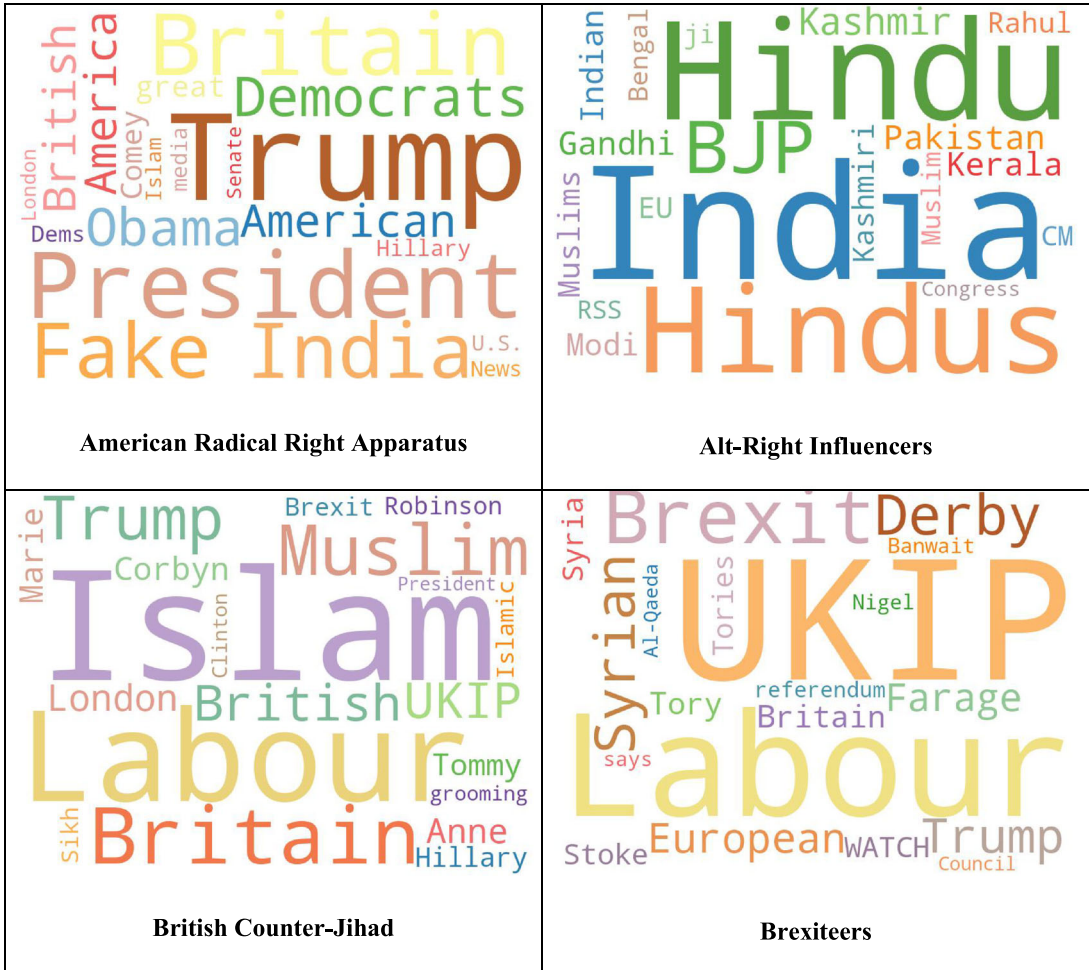 Britain
British
America
great
Democrats
Trump
Comey
Islam
media
Senate
London
Dems
Obama
American
Hillary
President
Fake
India
U.S.
News
American Radical Right Apparatus
Indian
Bengal
ji
Hindu
Kashmir
Rahul
Gandhi
BJP
Pakistan
Kerala
Muslims
EU
India
Kashmiri
Muslim
CM
Congress
RSS
Modi
Hindus
Alt-Right Influencers
Marie
Trump
Brexit
Robinson
Muslim
Corbyn
President
Islam
Clinton
Islamic
London
British
UKIP
Labour
Tommy
grooming
Sikh
Britain
Anne
Hillary
British Counter-Jihad
Syria
Brexit
Derby
Banwait
Syrian
Al-Qaeda
Tories
UKIP
Nigel
referendum
Farage
Tory
Britain
Labour
says
European
Stoke
WATCH
Trump
Council
Brexiteers